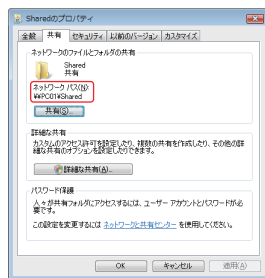 Sharedのプロパティ
全般 共有 セキュリティ 以前のバージョン カスタマイズ
ネットワークのファイルとフォルダの共有
Shared
共有
ネットワーク パス(N):
¥¥PC01¥Shared
共有(S)...
詳細な共有
カスタムのアクセス許可を設定したり、複数の共有を作成したり、その他の詳
細な共有のオプションを設定したりできます。
詳細な共有(A)...
パスワード保護
人々が共有フォルダにアクセスするには、ユーザー アカウントとパスワードが必
要です。
この設定を変更するには ネットワークと共有センター を使用してください。
OK キャンセル 適用(A)